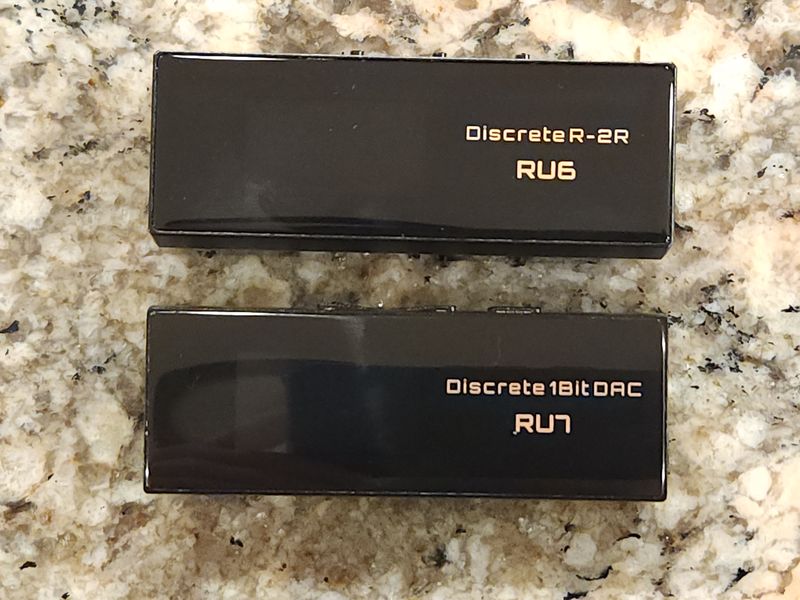 Discrete R-2R
RU6
Discrete 1Bit DAC
RU7